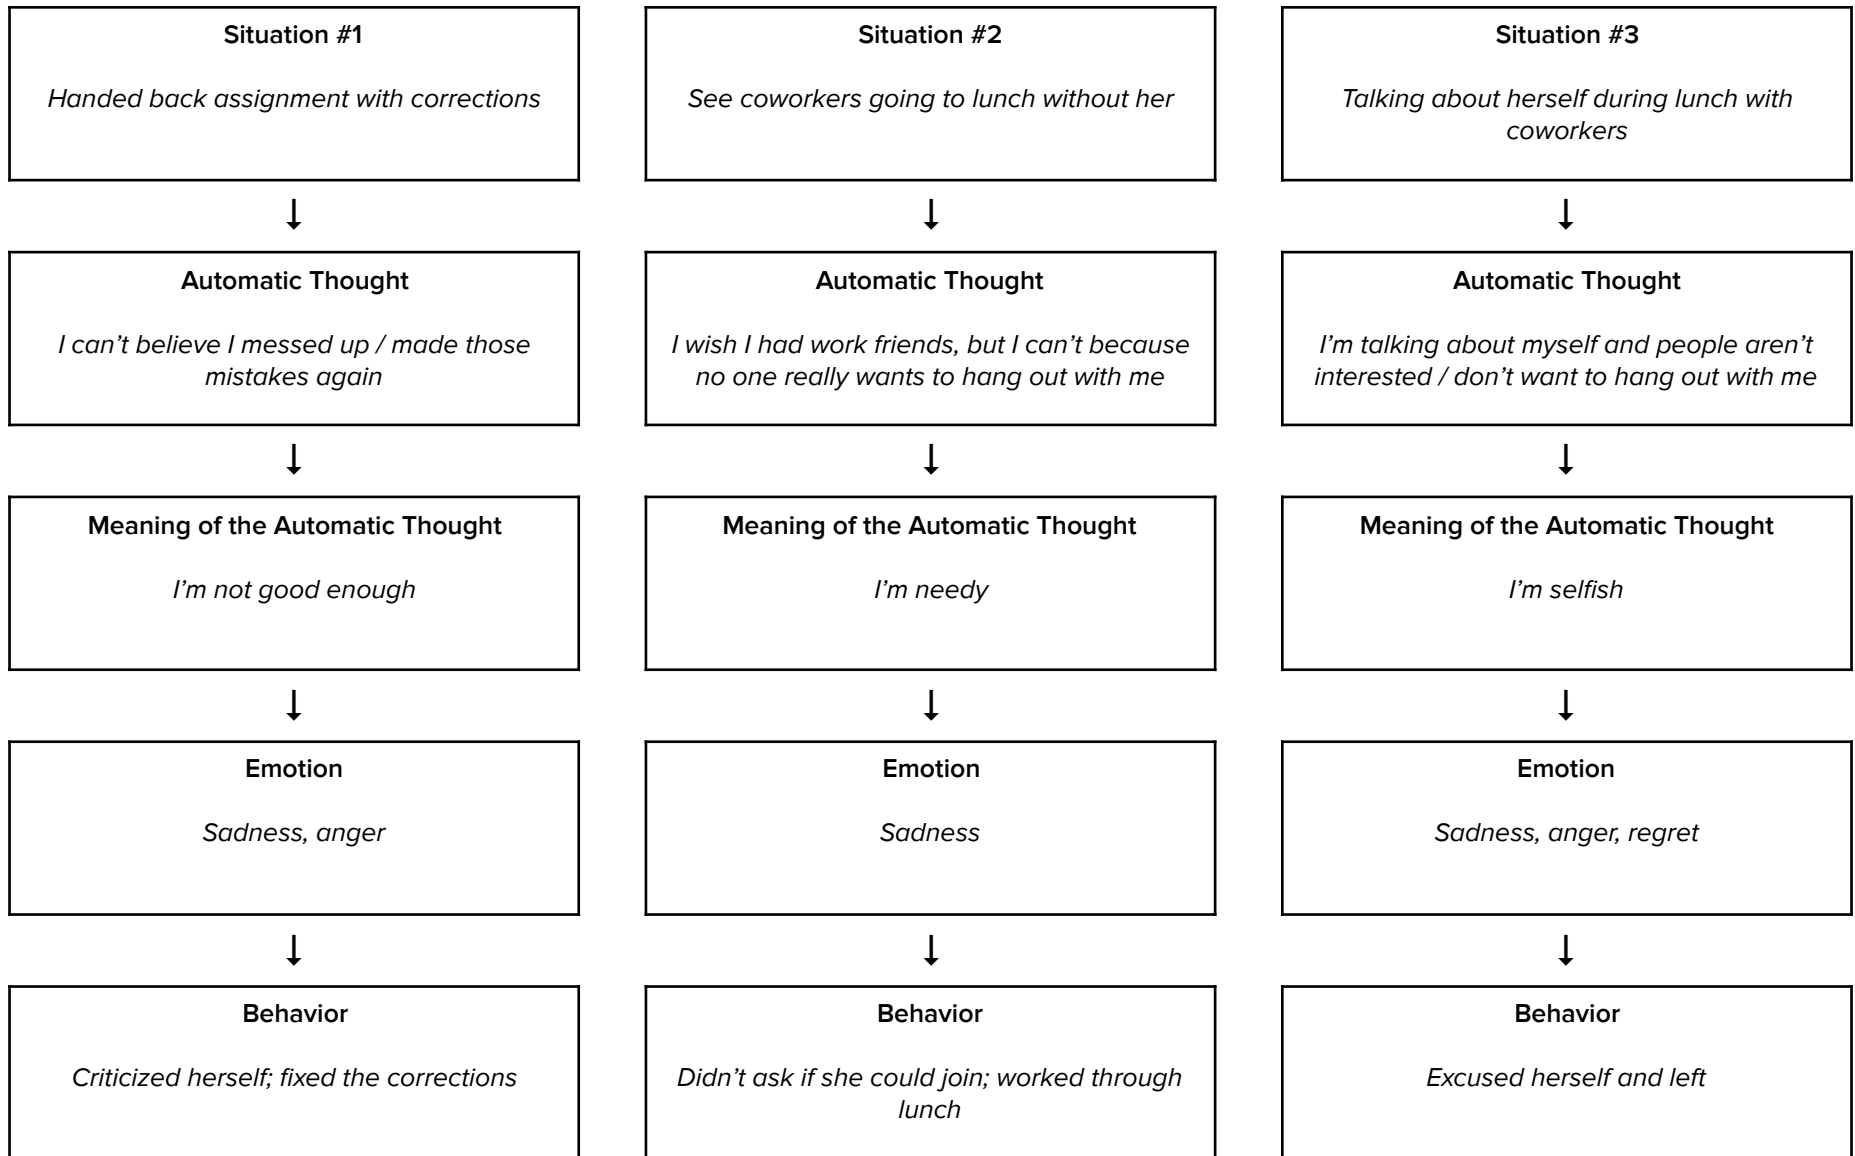 Situation #1
Handed back assignment with corrections
Situation #2
See coworkers going to lunch without her
Situation #3
Talking about herself during lunch with
coworkers
Automatic Thought
I can’t believe I messed up / made those
mistakes again
Automatic Thought
I wish I had work friends, but I can’t because
no one really wants to hang out with me
Automatic Thought
I’m talking about myself and people aren’t
interested / don’t want to hang out with me
Meaning of the Automatic Thought
I’m not good enough
Meaning of the Automatic Thought
I’m needy
Meaning of the Automatic Thought
I’m selfish
Emotion
Sadness, anger
Emotion
Sadness
Emotion
Sadness, anger, regret
Behavior
Criticized herself; fixed the corrections
Behavior
Didn’t ask if she could join; worked through
lunch
Behavior
Excused herself and left